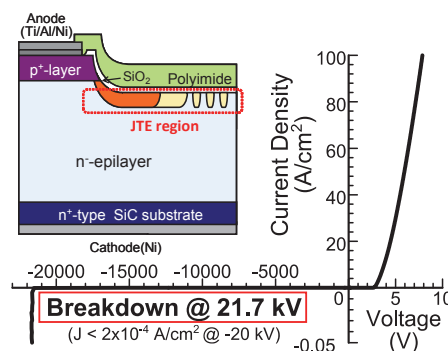 Anode
(Ti/Al/Ni)
p⁺-layer
SiO₂
Polyimide
JTE region
n⁻-epilayer
n⁺-type SiC substrate
Cathode(Ni)
Current Density
(A/cm²)
100
80
60
40
20
0
-0.05
-20000 -15000 -10000 -5000
5 10
Voltage
(V)
Breakdown @ 21.7 kV
(J < 2x10⁻⁴ A/cm² @ -20 kV)